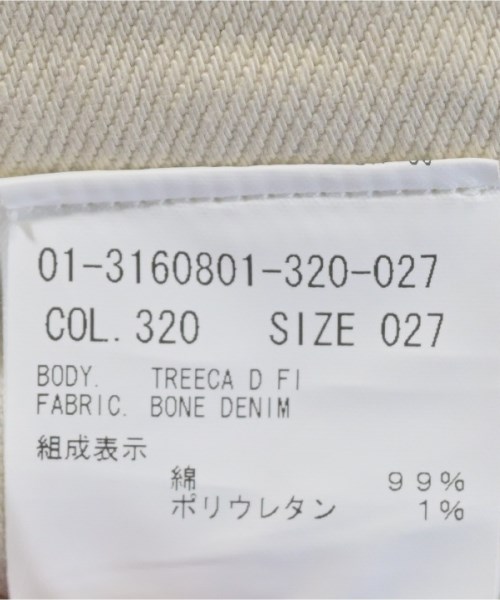 01-3160801-320-027
COL. 320 SIZE 027
BODY. TREECA D FI
FABRIC. BONE DENIM
組成表示
綿 99%
ポリウレタン 1%